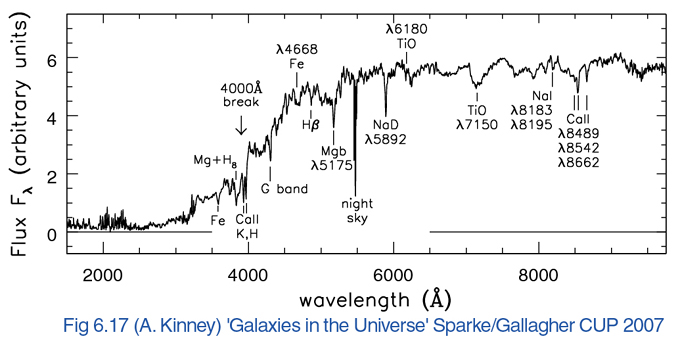 λ6180
TiO
λ4668
Fe
4000Å
break
Hβ
Mgb
λ5175
NaD
λ5892
TiO
λ7150
NaI
λ8183
λ8195
CaII
λ8489
λ8542
λ8662
Mg+H8
G band
Fe
CaII
K,H
night
sky
Flux Fλ (arbitrary units)
6
4
2
0
2000
4000
6000
8000
wavelength (Å)
Fig 6.17 (A. Kinney) 'Galaxies in the Universe' Sparke/Gallagher CUP 2007